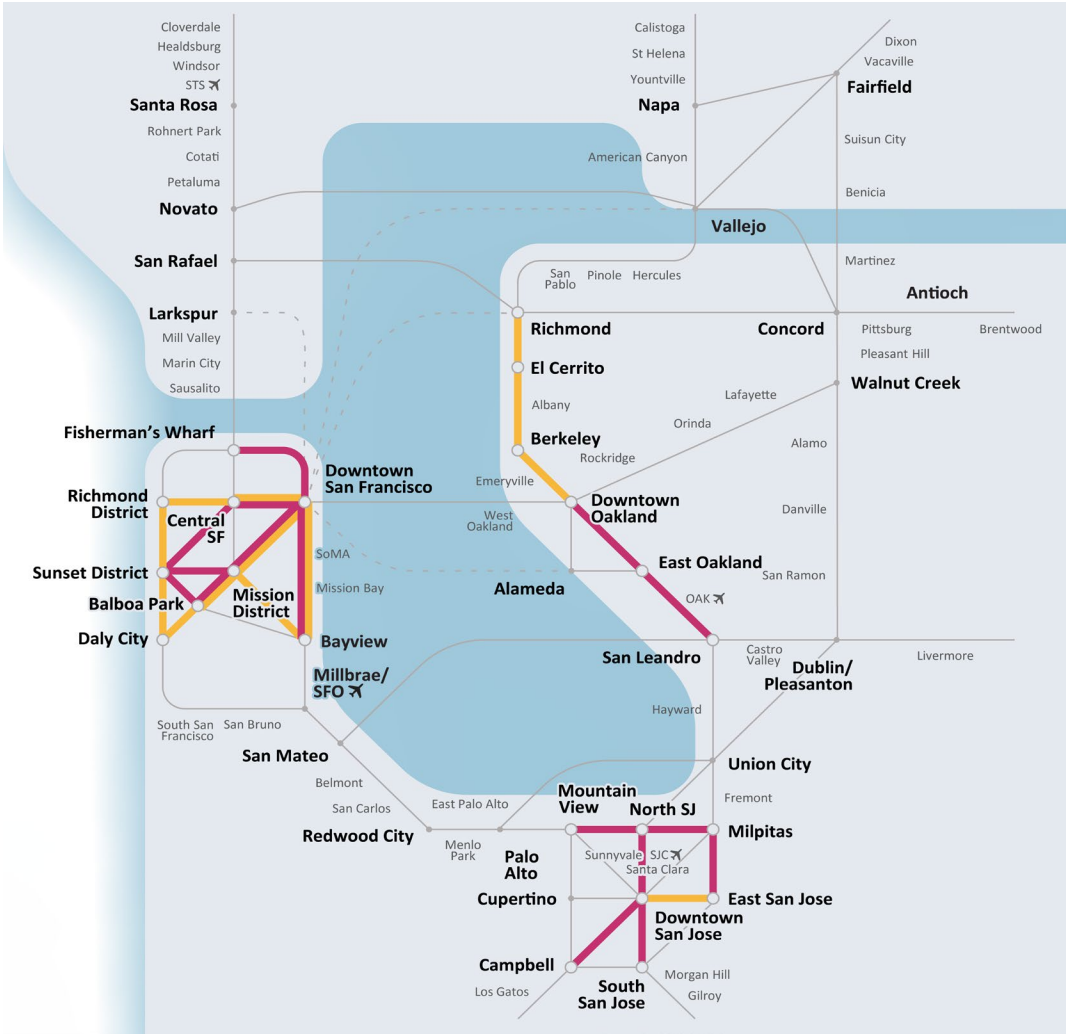 Cloverdale
Healdsburg
Windsor
STS
Santa Rosa
Rohnert Park
Cotati
Petaluma
Novato
San Rafael
Larkspur
Mill Valley
Marin City
Sausalito
Calistoga
St Helena
Yountville
Napa
American Canyon
Vallejo
Dixon
Vacaville
Fairfield
Suisun City
Benicia
Martinez
Antioch
San
Pablo
Pinole
Hercules
Richmond
Concord
Pittsburg
Brentwood
Pleasant Hill
El Cerrito
Walnut Creek
Albany
Lafayette
Orinda
Berkeley
Rockridge
Alamo
Emeryville
Fisherman's Wharf
Downtown
San Francisco
Richmond
District
Central
SF
West
Oakland
Downtown
Oakland
Danville
SoMA
Sunset District
East Oakland
San Ramon
Mission Bay
Alameda
Balboa Park
Mission
District
OAK
Daly City
Bayview
San Leandro
Castro
Valley
Dublin/
Pleasanton
Livermore
Millbrae/
SFO
Hayward
South San
Francisco
San Bruno
San Mateo
Union City
Belmont
San Carlos
East Palo Alto
Mountain
View
North SJ
Fremont
Redwood City
Menlo
Park
Milpitas
Palo
Alto
Sunnyvale
SJC
Santa Clara
Cupertino
East San Jose
Downtown
San Jose
Campbell
Los Gatos
South
San Jose
Morgan Hill
Gilroy